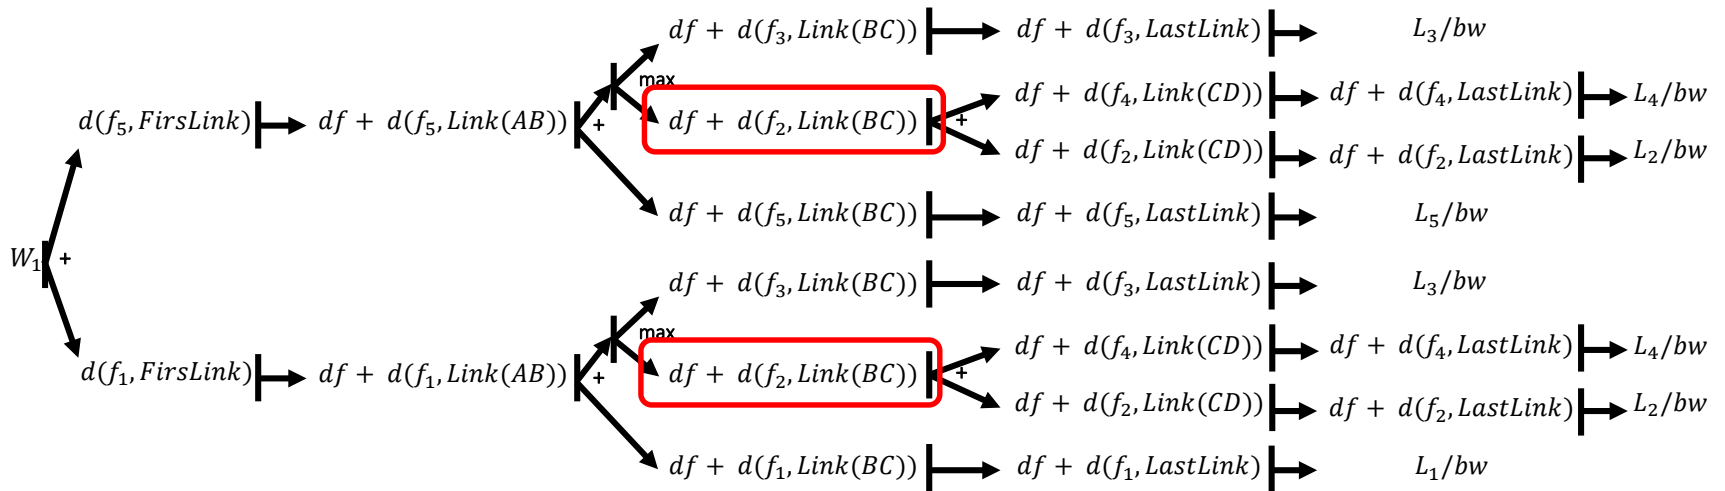 df + d(f₃, Link(BC)) df + d(f₃, LastLink) L₃/bw
max
df + d(f₄, Link(CD)) df + d(f₄, LastLink) L₄/bw
d(f₅, FirsLink) df + d(f₅, Link(AB)) + df + d(f₂, Link(BC)) +
df + d(f₂, Link(CD)) df + d(f₂, LastLink) L₂/bw
df + d(f₅, Link(BC)) df + d(f₅, LastLink) L₅/bw
W₁ +
df + d(f₃, Link(BC)) df + d(f₃, LastLink) L₃/bw
max
df + d(f₄, Link(CD)) df + d(f₄, LastLink) L₄/bw
d(f₁, FirsLink) df + d(f₁, Link(AB)) + df + d(f₂, Link(BC)) +
df + d(f₂, Link(CD)) df + d(f₂, LastLink) L₂/bw
df + d(f₁, Link(BC)) df + d(f₁, LastLink) L₁/bw